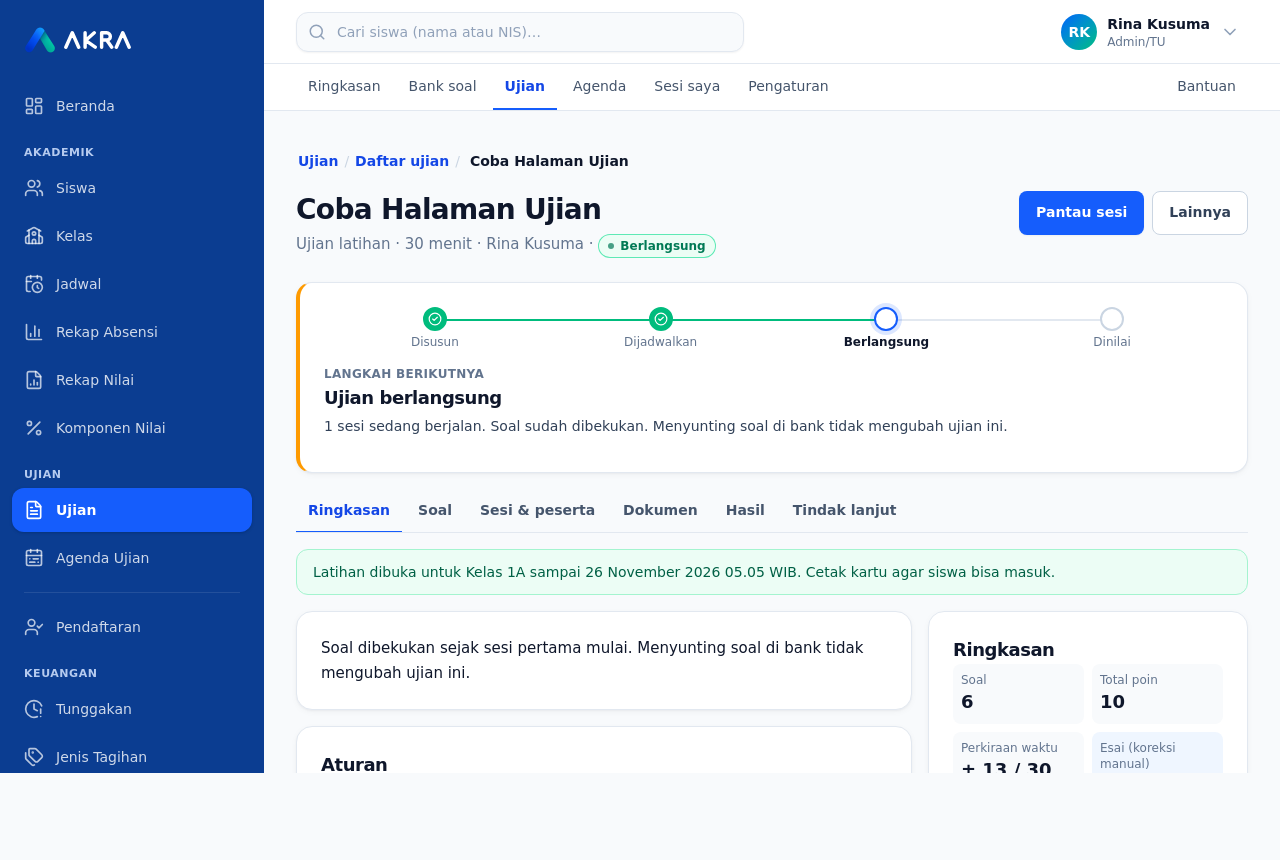 AKRA
Cari siswa (nama atau NIS)...
RK
Rina Kusuma
Admin/TU
Beranda
AKADEMIK
Siswa
Kelas
Jadwal
Rekap Absensi
Rekap Nilai
Komponen Nilai
UJIAN
Ujian
Agenda Ujian
Pendaftaran
KEUANGAN
Tunggakan
Jenis Tagihan
Ringkasan Bank soal Ujian Agenda Sesi saya Pengaturan Bantuan
Ujian / Daftar ujian / Coba Halaman Ujian
Coba Halaman Ujian
Pantau sesi
Lainnya
Ujian latihan · 30 menit · Rina Kusuma · Berlangsung
Disusun Dijadwalkan Berlangsung Dinilai
LANGKAH BERIKUTNYA
Ujian berlangsung
1 sesi sedang berjalan. Soal sudah dibekukan. Menyunting soal di bank tidak mengubah ujian ini.
Ringkasan Soal Sesi & peserta Dokumen Hasil Tindak lanjut
Latihan dibuka untuk Kelas 1A sampai 26 November 2026 05.05 WIB. Cetak kartu agar siswa bisa masuk.
Soal dibekukan sejak sesi pertama mulai. Menyunting soal di bank tidak
mengubah ujian ini.
Aturan
Ringkasan
Soal
6
Total poin
10
Perkiraan waktu
± 13 / 30
Esai (koreksi
manual)